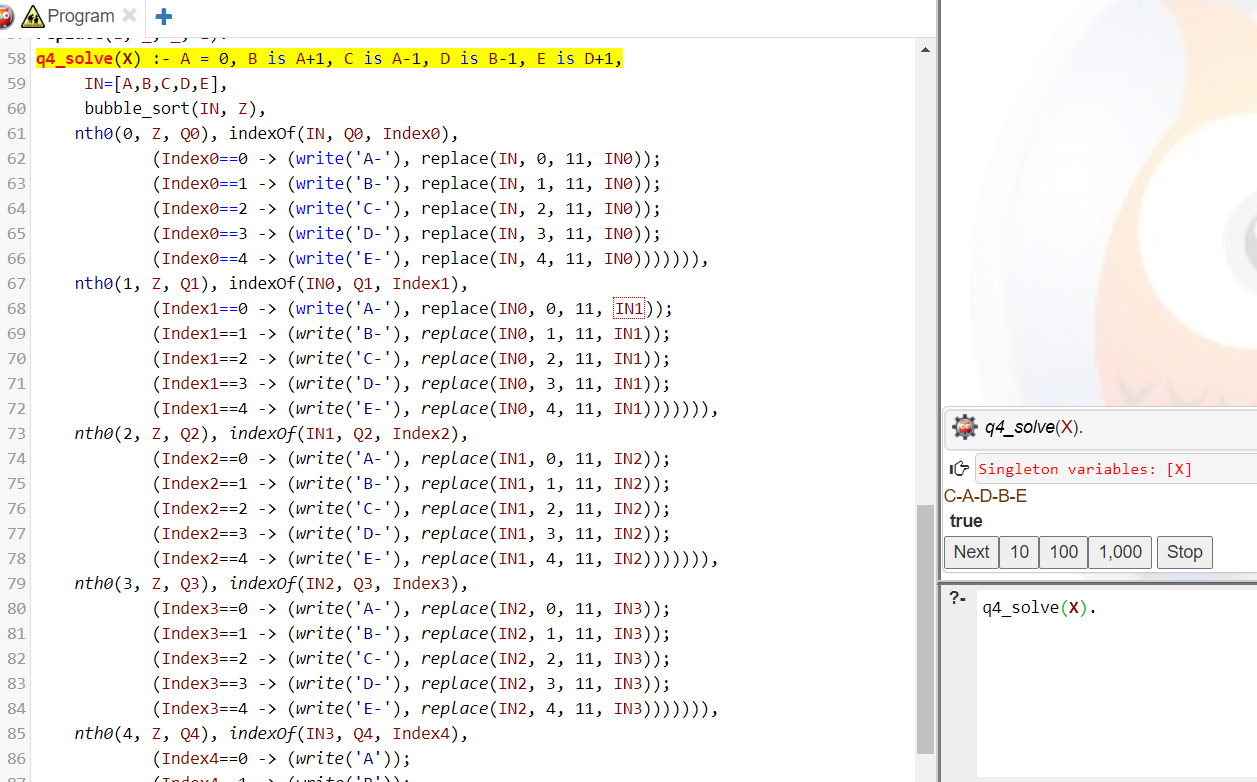 Program
58 q4_solve(X) :- A = 0, B is A+1, C is A-1, D is B-1, E is D+1,
59 IN=[A,B,C,D,E],
60 bubble_sort(IN, Z),
61 nth0(0, Z, Q0), indexOf(IN, Q0, Index0),
62 (Index0==0 -> (write('A-'), replace(IN, 0, 11, IN0));
63 (Index0==1 -> (write('B-'), replace(IN, 1, 11, IN0));
64 (Index0==2 -> (write('C-'), replace(IN, 2, 11, IN0));
65 (Index0==3 -> (write('D-'), replace(IN, 3, 11, IN0));
66 (Index0==4 -> (write('E-'), replace(IN, 4, 11, IN0))))))),
67 nth0(1, Z, Q1), indexOf(IN0, Q1, Index1),
68 (Index1==0 -> (write('A-'), replace(IN0, 0, 11, IN1));
69 (Index1==1 -> (write('B-'), replace(IN0, 1, 11, IN1));
70 (Index1==2 -> (write('C-'), replace(IN0, 2, 11, IN1));
71 (Index1==3 -> (write('D-'), replace(IN0, 3, 11, IN1));
72 (Index1==4 -> (write('E-'), replace(IN0, 4, 11, IN1))))))),
73 nth0(2, Z, Q2), indexOf(IN1, Q2, Index2),
74 (Index2==0 -> (write('A-'), replace(IN1, 0, 11, IN2));
75 (Index2==1 -> (write('B-'), replace(IN1, 1, 11, IN2));
76 (Index2==2 -> (write('C-'), replace(IN1, 2, 11, IN2));
77 (Index2==3 -> (write('D-'), replace(IN1, 3, 11, IN2));
78 (Index2==4 -> (write('E-'), replace(IN1, 4, 11, IN2))))))),
79 nth0(3, Z, Q3), indexOf(IN2, Q3, Index3),
80 (Index3==0 -> (write('A-'), replace(IN2, 0, 11, IN3));
81 (Index3==1 -> (write('B-'), replace(IN2, 1, 11, IN3));
82 (Index3==2 -> (write('C-'), replace(IN2, 2, 11, IN3));
83 (Index3==3 -> (write('D-'), replace(IN2, 3, 11, IN3));
84 (Index3==4 -> (write('E-'), replace(IN2, 4, 11, IN3))))))),
85 nth0(4, Z, Q4), indexOf(IN3, Q4, Index4),
86 (Index4==0 -> (write('A'));
q4_solve(X).
Singleton variables: [X]
C-A-D-B-E
true
Next 10 100 1,000 Stop
?- q4_solve(X).